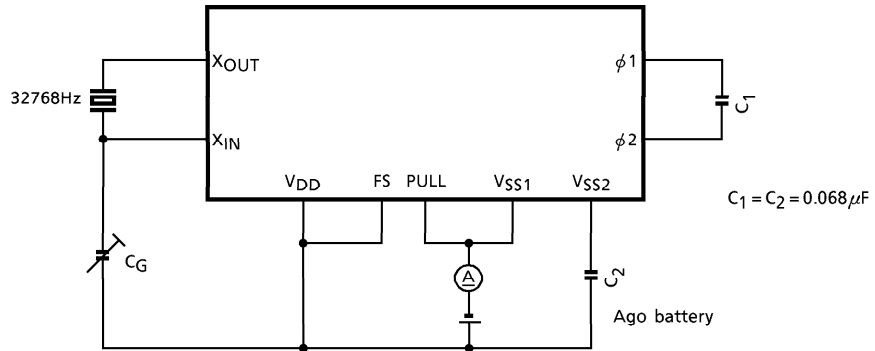 XOUT
ϕ1
32768Hz
C1
XIN
ϕ2
VDD
FS
PULL
VSS1
VSS2
C1 = C2 = 0.068μF
CG
A
C2
Ago battery